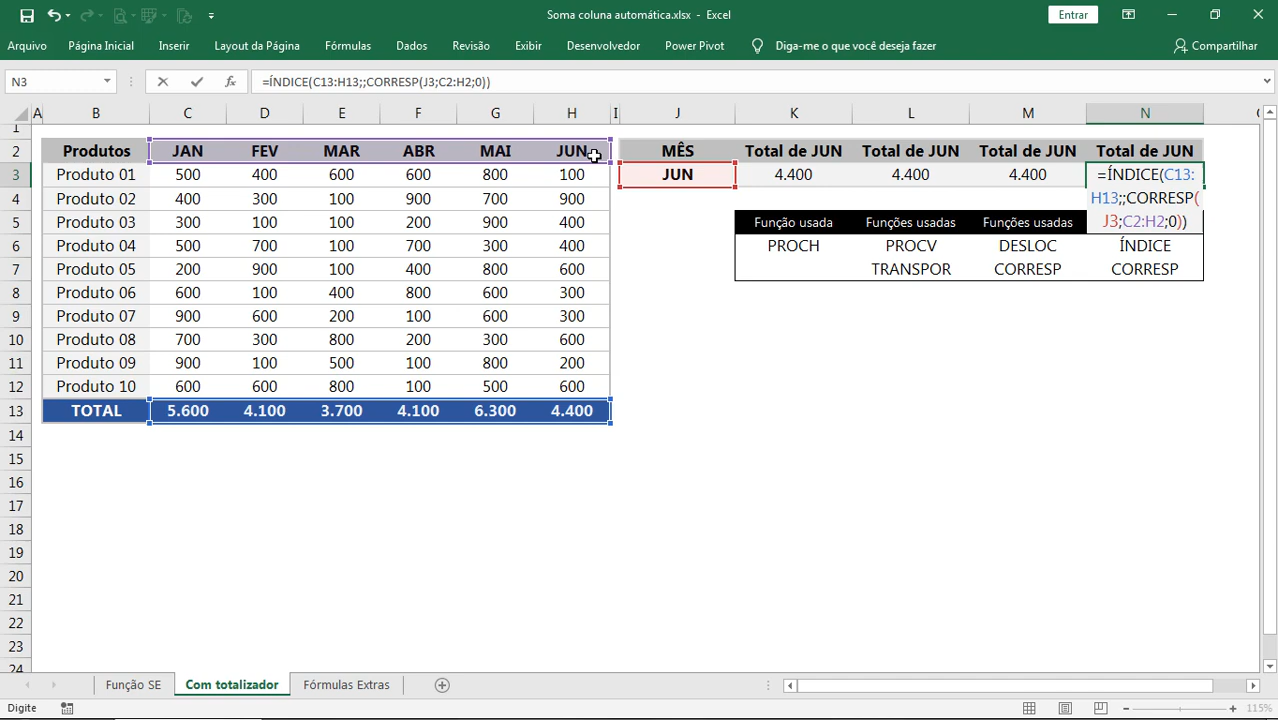 Soma coluna automática.xlsx - Excel
Entrar
Arquivo Página Inicial Inserir Layout da Página Fórmulas Dados Revisão Exibir Desenvolvedor Power Pivot Diga-me o que você deseja fazer Compartilhar
N3 fx =ÍNDICE(C13:H13;;CORRESP(J3;C2:H2;0))
A B C D E F G H I J K L M N
1
2 Produtos JAN FEV MAR ABR MAI JUN MÊS Total de JUN Total de JUN Total de JUN Total de JUN
3 Produto 01 500 400 600 600 800 100 JUN 4.400 4.400 4.400 =ÍNDICE(C13:
4 Produto 02 400 300 100 900 700 900 H13;;CORRESP(
5 Produto 03 300 100 100 200 900 400 Função usada Funções usadas Funções usadas J3;C2:H2;0))
6 Produto 04 500 700 100 700 300 400 PROCH PROCV DESLOC ÍNDICE
7 Produto 05 200 900 100 400 800 600 TRANSPOR CORRESP CORRESP
8 Produto 06 600 100 400 800 600 300
9 Produto 07 900 600 200 100 600 300
10 Produto 08 700 300 800 200 300 600
11 Produto 09 900 100 500 100 800 200
12 Produto 10 600 600 800 100 500 600
13 TOTAL 5.600 4.100 3.700 4.100 6.300 4.400
14
15
16
17
18
19
20
21
22
23
24
Função SE Com totalizador Fórmulas Extras
Digite 115%